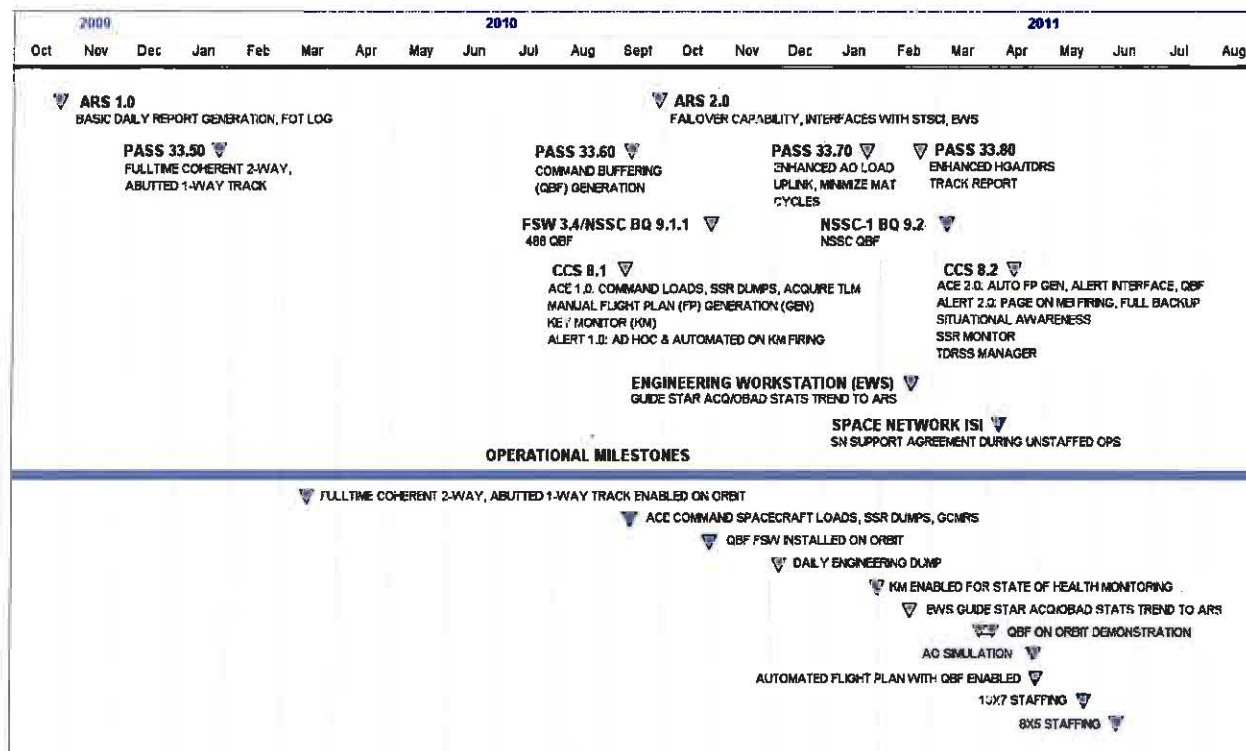 2009 2010 2011
Oct Nov Dec Jan Feb Mar Apr May Jun Jul Aug Sept Oct Nov Dec Jan Feb Mar Apr May Jun Jul Aug
ARS 1.0
BASIC DAILY REPORT GENERATION, FOT LOG
ARS 2.0
FAILOVER CAPABILITY, INTERFACES WITH STSCI, EWS
PASS 33.50
FULLTIME COHERENT 2-WAY,
ABUTTED 1-WAY TRACK
PASS 33.60
COMMAND BUFFERING
(QBF) GENERATION
PASS 33.70
ENHANCED AO LOAD
UPLINK, MINIMIZE MAT
CYCLES
PASS 33.80
ENHANCED HGA/TDRS
TRACK REPORT
FSW 3.4/NSSC BQ 9.1.1
486 QBF
NSSC-1 BQ 9.2
NSSC QBF
CCS 8.1
ACE 1.0: COMMAND LOADS, SSR DUMPS, ACQUIRE TLM
MANUAL FLIGHT PLAN (FP) GENERATION (GEN)
KEY MONITOR (KM)
ALERT 1.0: AD HOC & AUTOMATED ON KM FIRING
CCS 8.2
ACE 2.0: AUTO FP GEN, ALERT INTERFACE, QBF
ALERT 2.0: PAGE ON MEI FIRING, FULL BACKUP
SITUATIONAL AWARENESS
SSR MONITOR
TDRSS MANAGER
ENGINEERING WORKSTATION (EWS)
GUIDE STAR ACQ/OBAD STATS TREND TO ARS
SPACE NETWORK ISI
SN SUPPORT AGREEMENT DURING UNSTAFFED OPS
OPERATIONAL MILESTONES
FULLTIME COHERENT 2-WAY, ABUTTED 1-WAY TRACK ENABLED ON ORBIT
ACE COMMAND SPACECRAFT LOADS, SSR DUMPS, GCMRS
QBF FSW INSTALLED ON ORBIT
DAILY ENGINEERING DUMP
KM ENABLED FOR STATE OF HEALTH MONITORING
EWS GUIDE STAR ACQ/OBAD STATS TREND TO ARS
QBF ON ORBIT DEMONSTRATION
AO SIMULATION
AUTOMATED FLIGHT PLAN WITH QBF ENABLED
STAFFING
8X5 STAFFING